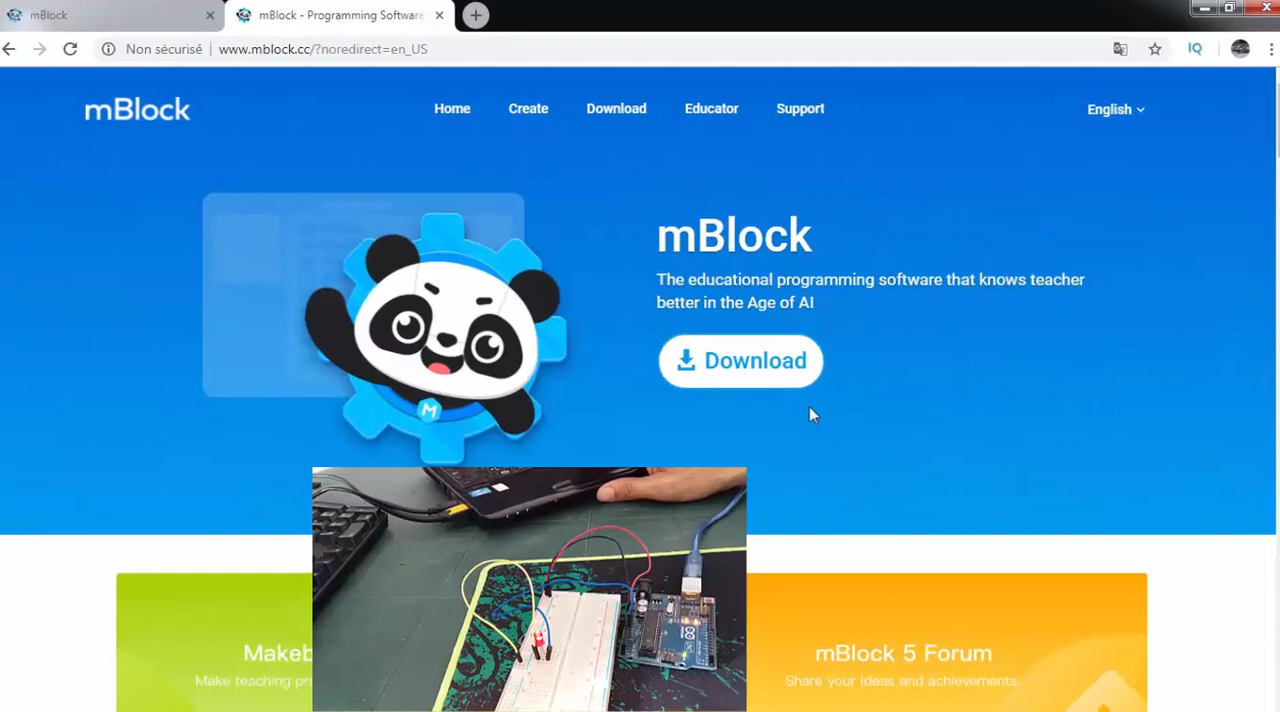 mBlock
mBlock - Programming Software
Non sécurisé
www.mblock.cc/?noredirect=en_US
IQ
mBlock
Home
Create
Download
Educator
Support
English
mBlock
The educational programming software that knows teacher
better in the Age of AI
Download
M
Makeb
Make teaching pr
mBlock 5 Forum
Share your ideas and achievements.